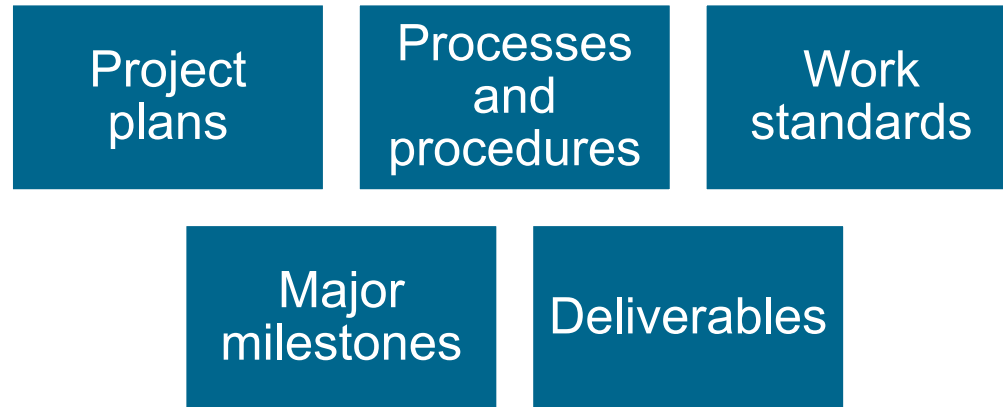 Project
plans
Processes
and
procedures
Work
standards
Major
milestones
Deliverables